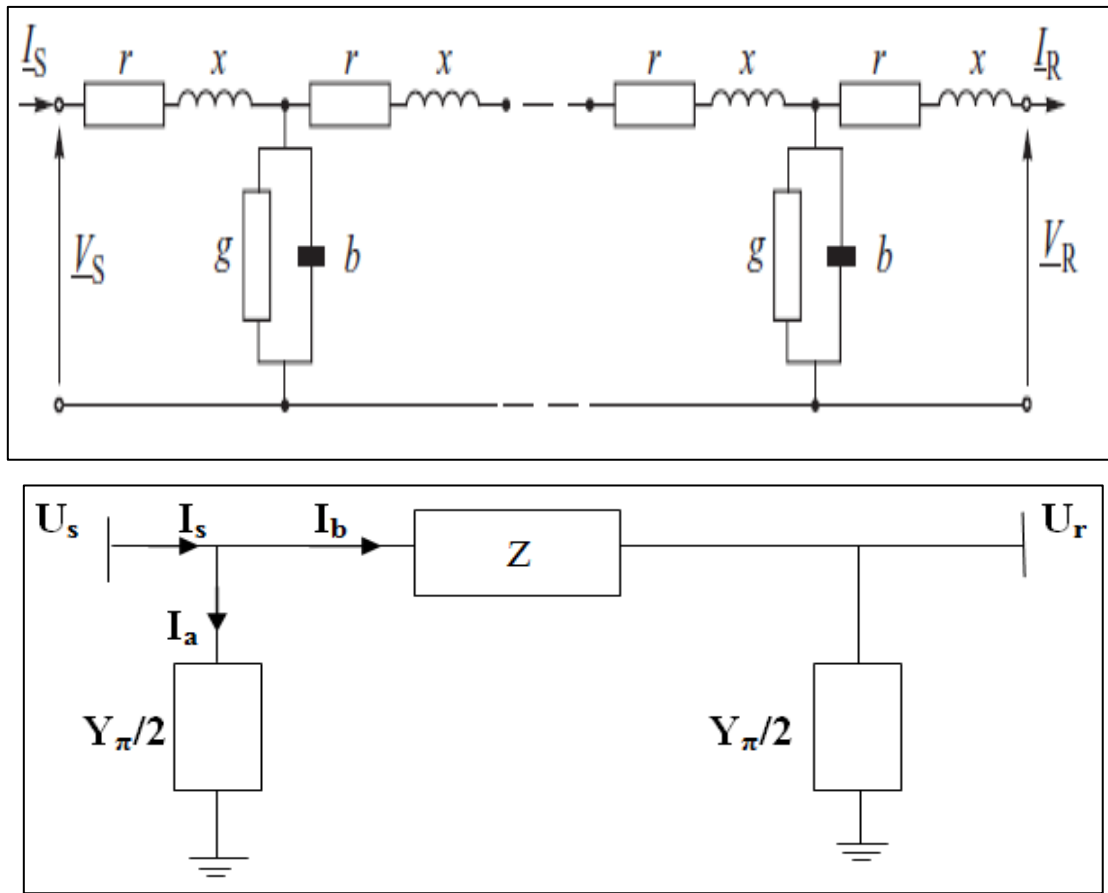 I_S r x r x r x r x I_R
V_S g b g b V_R
U_s I_s I_b Z U_r
I_a
Y_π/2 Y_π/2